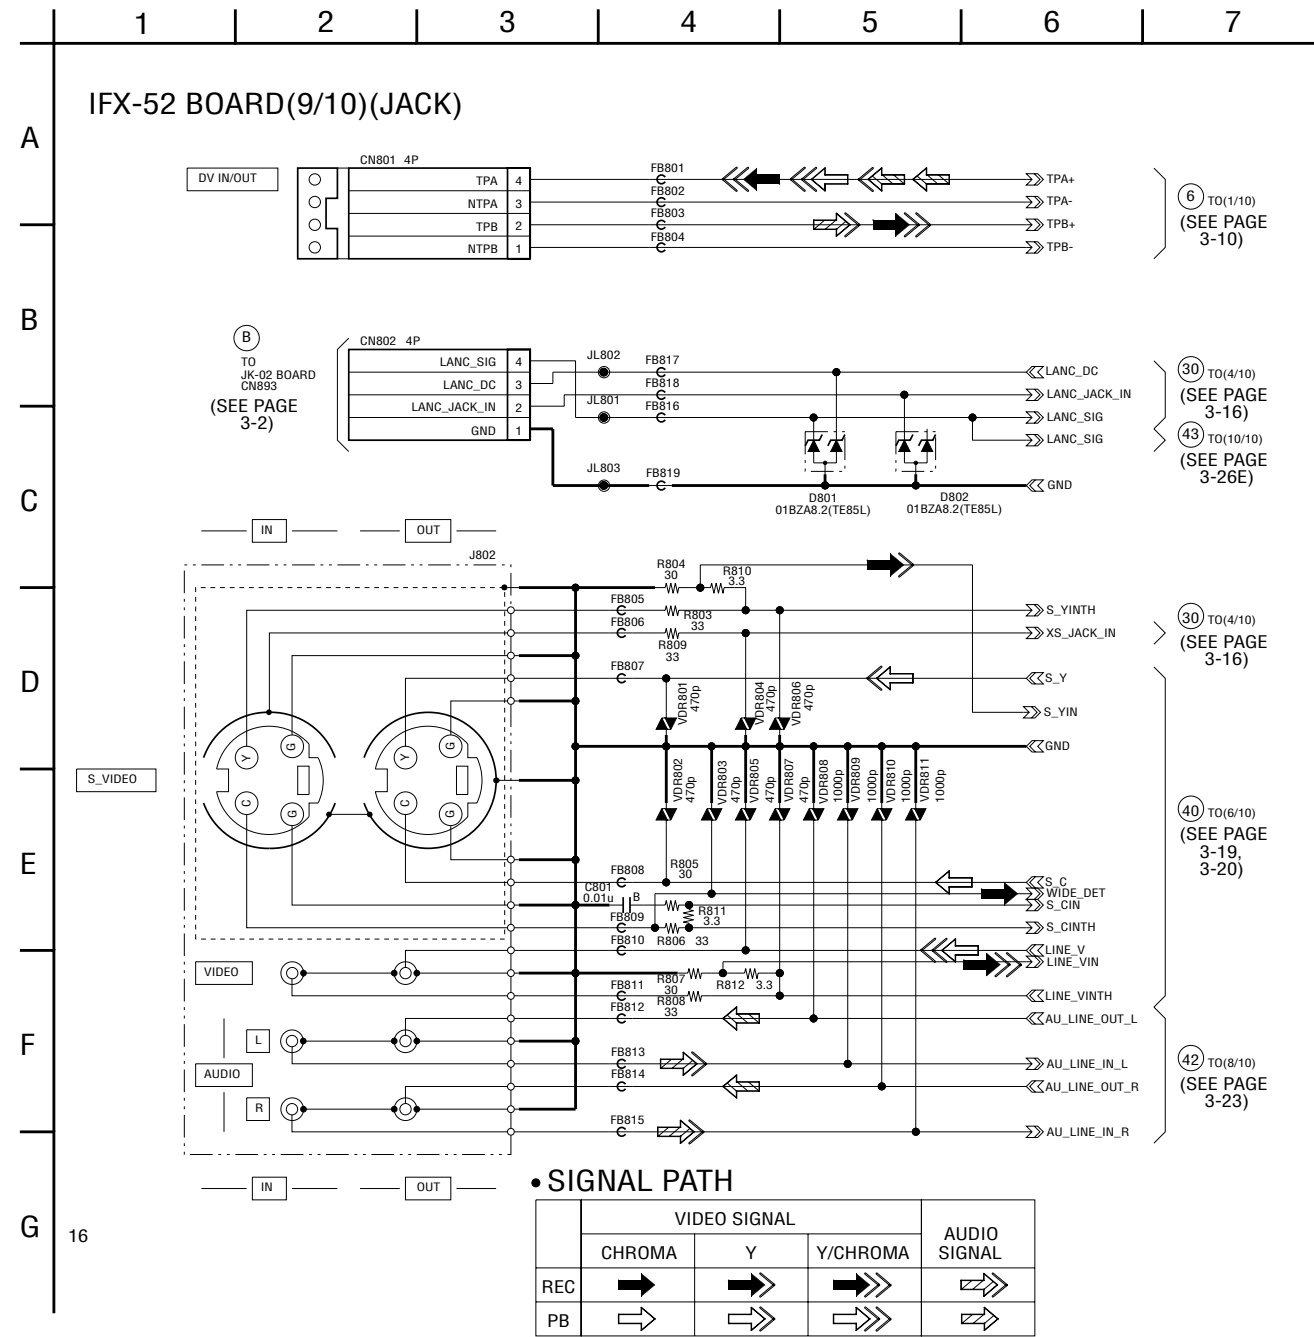 1 2 3 4 5 6 7
IFX-52 BOARD(9/10)(JACK)
A
B
C
D
E
F
G
DV IN/OUT
CN801 4P
TPA 4
NTPA 3
TPB 2
NTPB 1
FB801
FB802
FB803
FB804
TPA+
TPA-
TPB+
TPB-
6 TO(1/10)
(SEE PAGE
3-10)
B
TO
JK-02 BOARD
CN893
(SEE PAGE
3-2)
CN802 4P
LANC_SIG 4
LANC_DC 3
LANC_JACK_IN 2
GND 1
JL802
JL801
JL803
FB817
FB818
FB816
FB819
D801
01BZA8.2(TE85L)
D802
01BZA8.2(TE85L)
LANC_DC
LANC_JACK_IN
LANC_SIG
LANC_SIG
GND
30 TO(4/10)
(SEE PAGE
3-16)
43 TO(10/10)
(SEE PAGE
3-26E)
IN OUT
J802
R804
30
R810
3.3
FB805
R803
33
FB806
R809
33
FB807
S_YINTH
XS_JACK_IN
S_Y
S_YIN
GND
30 TO(4/10)
(SEE PAGE
3-16)
VDR801
470p
VDR804
470p
VDR806
470p
VDR802
470p
VDR803
470p
VDR805
470p
VDR807
470p
VDR808
1000p
VDR809
1000p
VDR810
1000p
VDR811
1000p
S_VIDEO
Y G
C G
Y G
C G
40 TO(6/10)
(SEE PAGE
3-19,
3-20)
FB808
R805
30
C801
0.01u
B
R811
3.3
FB809
R806 33
FB810
S_C
WIDE_DET
S_CIN
S_CINTH
LINE_V
LINE_VIN
VIDEO
R807
30
R812 3.3
FB811
R808
33
FB812
LINE_VINTH
AU_LINE_OUT_L
AUDIO
L
R
FB813
FB814
FB815
AU_LINE_IN_L
AU_LINE_OUT_R
AU_LINE_IN_R
42 TO(8/10)
(SEE PAGE
3-23)
IN OUT
16
• SIGNAL PATH
VIDEO SIGNAL
AUDIO
SIGNAL
CHROMA Y Y/CHROMA
REC
PB